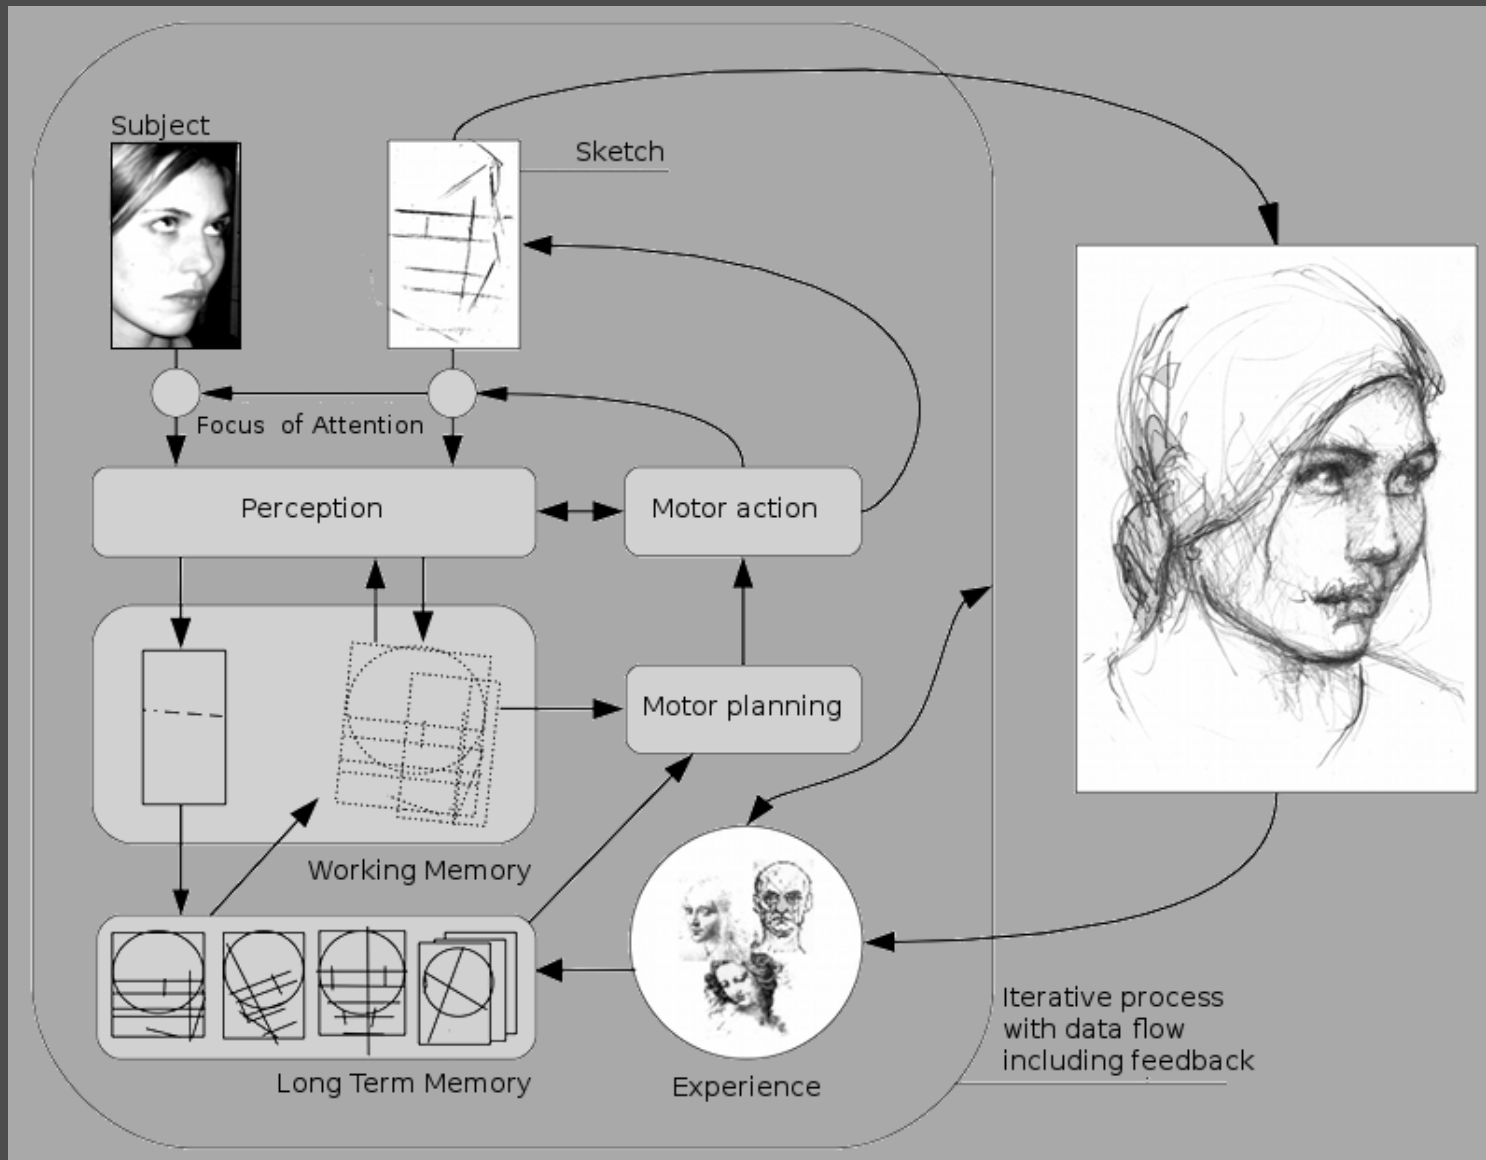 Subject
Sketch
Focus of Attention
Perception
Motor action
Motor planning
Working Memory
Long Term Memory
Experience
Iterative process
with data flow
including feedback